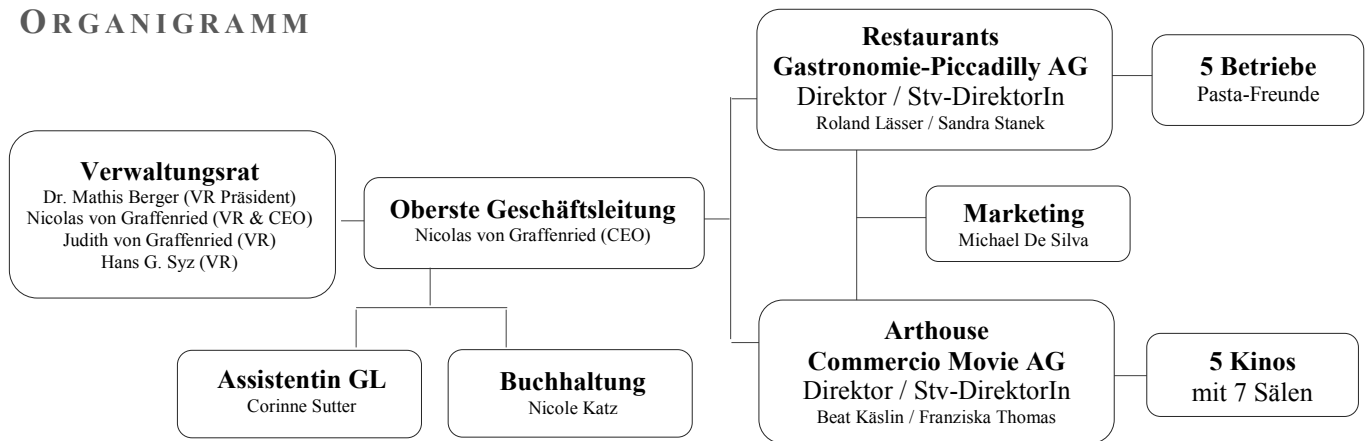 ORGANIGRAMM
Verwaltungsrat
Dr. Mathis Berger (VR Präsident)
Nicolas von Graffenried (VR & CEO)
Judith von Graffenried (VR)
Hans G. Syz (VR)
Oberste Geschäftsleitung
Nicolas von Graffenried (CEO)
Assistentin GL
Corinne Sutter
Buchhaltung
Nicole Katz
Restaurants
Gastronomie-Piccadilly AG
Direktor / Stv-DirektorIn
Roland Lässer / Sandra Stanek
5 Betriebe
Pasta-Freunde
Marketing
Michael De Silva
Arthouse
Commercio Movie AG
Direktor / Stv-DirektorIn
Beat Käslin / Franziska Thomas
5 Kinos
mit 7 Sälen